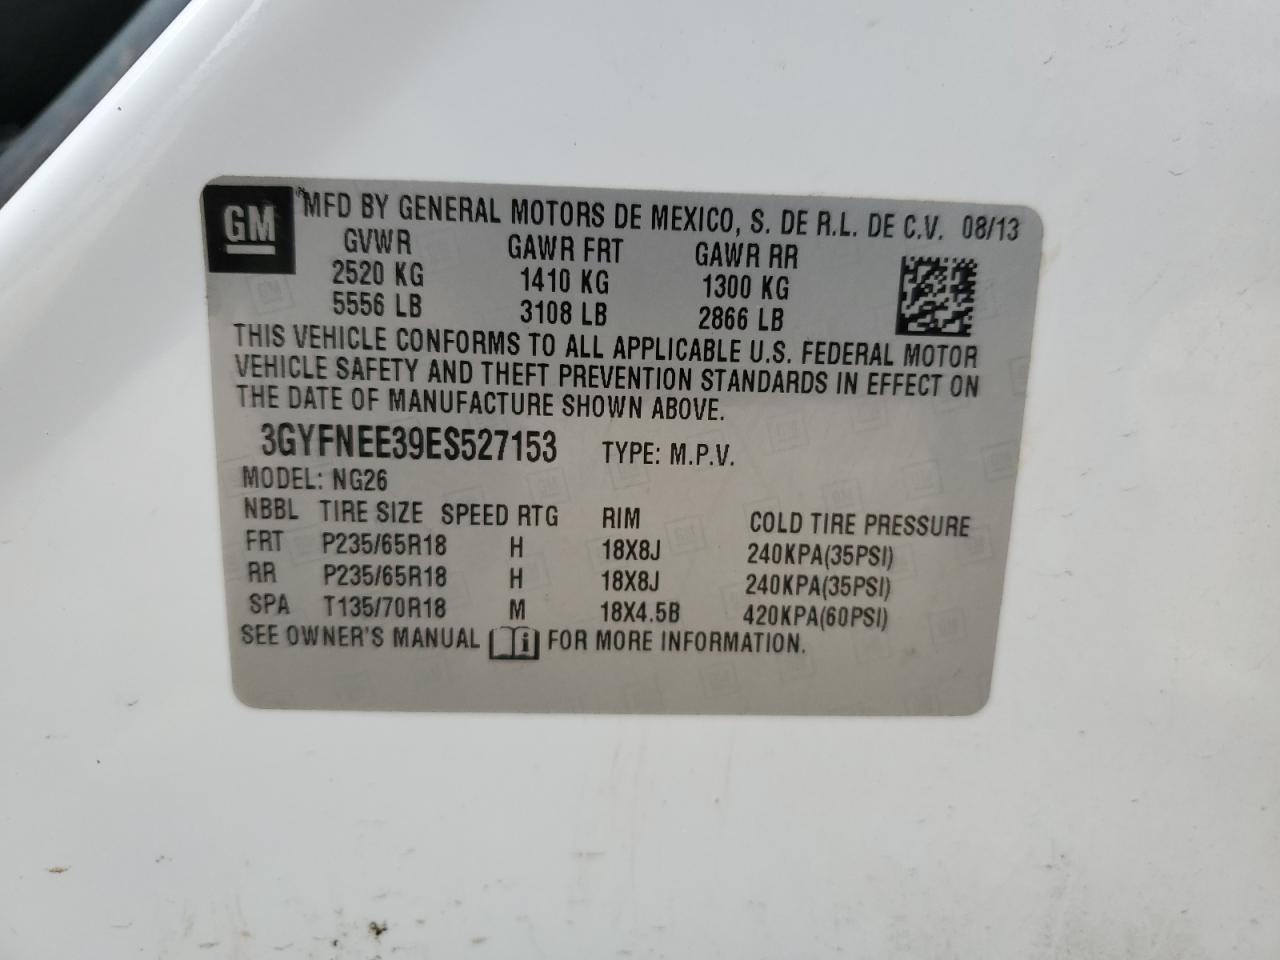 GM MFD BY GENERAL MOTORS DE MEXICO, S. DE R.L. DE C.V. 08/13
GVWR GAWR FRT GAWR RR
2520 KG 1410 KG 1300 KG
5556 LB 3108 LB 2866 LB
THIS VEHICLE CONFORMS TO ALL APPLICABLE U.S. FEDERAL MOTOR
VEHICLE SAFETY AND THEFT PREVENTION STANDARDS IN EFFECT ON
THE DATE OF MANUFACTURE SHOWN ABOVE.
3GYFNEE39ES527153 TYPE: M.P.V.
MODEL: NG26
NBBL TIRE SIZE SPEED RTG RIM COLD TIRE PRESSURE
FRT P235/65R18 H 18X8J 240KPA(35PSI)
RR P235/65R18 H 18X8J 240KPA(35PSI)
SPA T135/70R18 M 18X4.5B 420KPA(60PSI)
SEE OWNER'S MANUAL i FOR MORE INFORMATION.